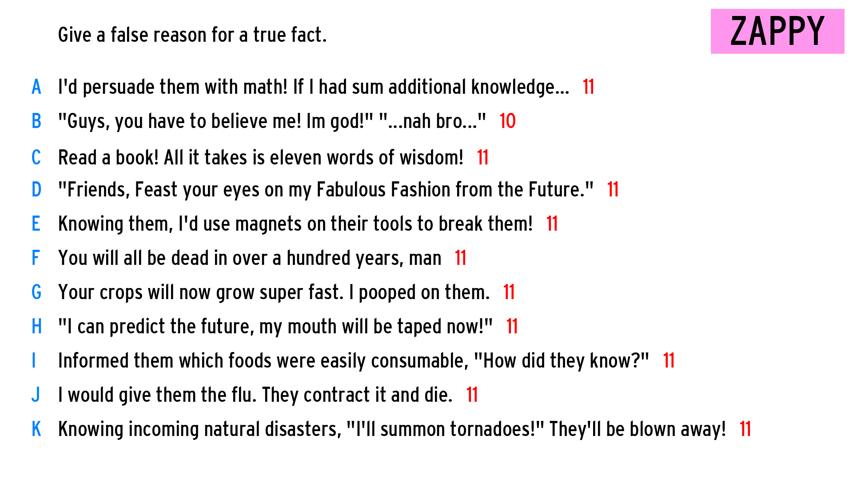 Give a false reason for a true fact.
ZAPPY
A I'd persuade them with math! If I had sum additional knowledge... 11
B "Guys, you have to believe me! Im god!" "...nah bro..." 10
C Read a book! All it takes is eleven words of wisdom! 11
D "Friends, Feast your eyes on my Fabulous Fashion from the Future." 11
E Knowing them, I'd use magnets on their tools to break them! 11
F You will all be dead in over a hundred years, man 11
G Your crops will now grow super fast. I pooped on them. 11
H "I can predict the future, my mouth will be taped now!" 11
I Informed them which foods were easily consumable, "How did they know?" 11
J I would give them the flu. They contract it and die. 11
K Knowing incoming natural disasters, "I'll summon tornadoes!" They'll be blown away! 11